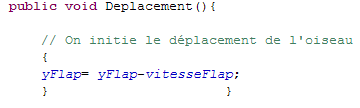 public void Deplacement(){
// On initie le déplacement de l'oiseau
{
yFlap= yFlap-vitesseFlap;
} }